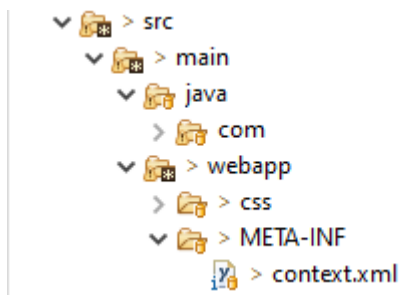 > src
> main
java
com
> webapp
> css
> META-INF
> context.xml